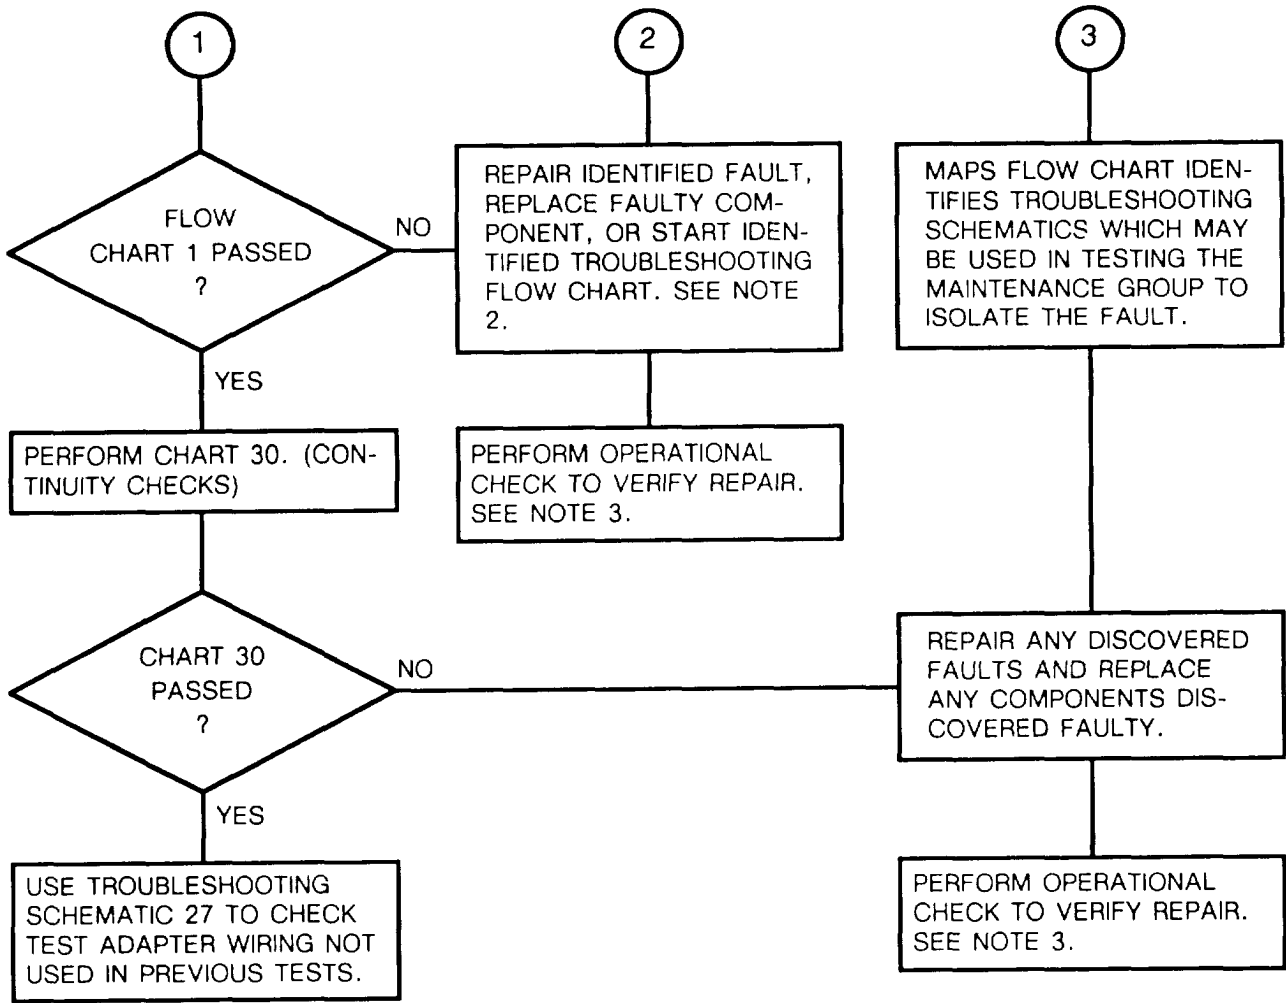 1
2
3
FLOW
CHART 1 PASSED
?
NO
YES
REPAIR IDENTIFIED FAULT,
REPLACE FAULTY COM-
PONENT, OR START IDEN-
TIFIED TROUBLESHOOTING
FLOW CHART. SEE NOTE
2.
MAPS FLOW CHART IDEN-
TIFIES TROUBLESHOOTING
SCHEMATICS WHICH MAY
BE USED IN TESTING THE
MAINTENANCE GROUP TO
ISOLATE THE FAULT.
PERFORM CHART 30. (CON-
TINUITY CHECKS)
PERFORM OPERATIONAL
CHECK TO VERIFY REPAIR.
SEE NOTE 3.
CHART 30
PASSED
?
NO
YES
REPAIR ANY DISCOVERED
FAULTS AND REPLACE
ANY COMPONENTS DIS-
COVERED FAULTY.
USE TROUBLESHOOTING
SCHEMATIC 27 TO CHECK
TEST ADAPTER WIRING NOT
USED IN PREVIOUS TESTS.
PERFORM OPERATIONAL
CHECK TO VERIFY REPAIR.
SEE NOTE 3.